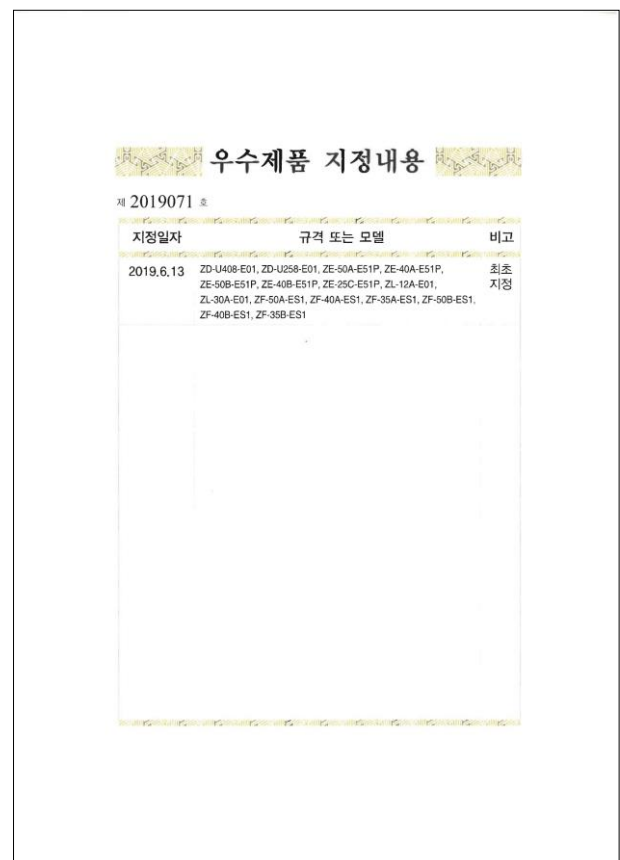 우수제품 지정내용
제 2019071 호
지정일자 규격 또는 모델 비고
2019.6.13 ZD-U408-E01, ZD-U258-E01, ZE-50A-E51P, ZE-40A-E51P, 최초
ZE-50B-E51P, ZE-40B-E51P, ZE-25C-E51P, ZL-12A-E01, 지정
ZL-30A-E01, ZF-50A-ES1, ZF-40A-ES1, ZF-35A-ES1, ZF-50B-ES1,
ZF-40B-ES1, ZF-35B-ES1